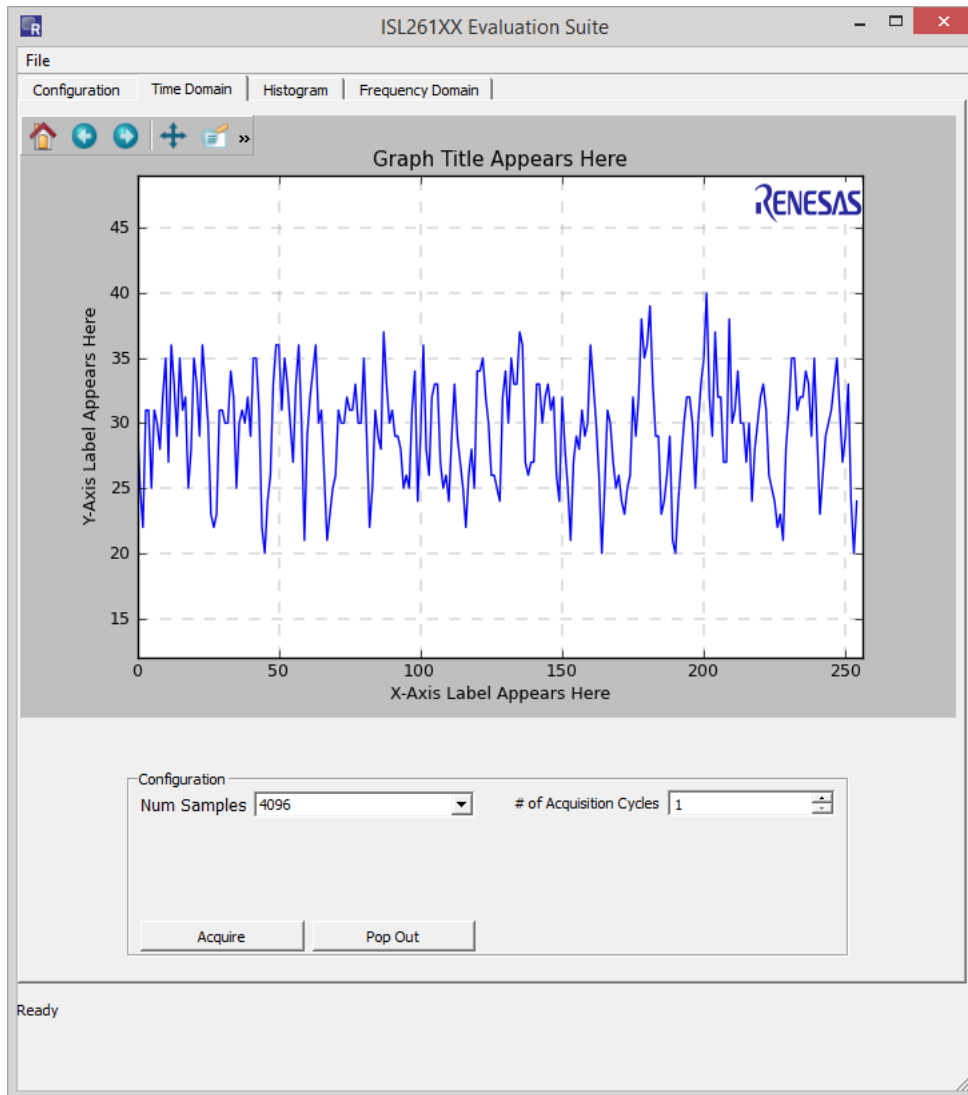 R
ISL261XX Evaluation Suite
File
Configuration Time Domain Histogram Frequency Domain
»
Graph Title Appears Here
RENESAS
45
40
35
30
25
20
15
Y-Axis Label Appears Here
0 50 100 150 200 250
X-Axis Label Appears Here
Configuration
Num Samples 4096 # of Acquisition Cycles 1
Acquire Pop Out
Ready